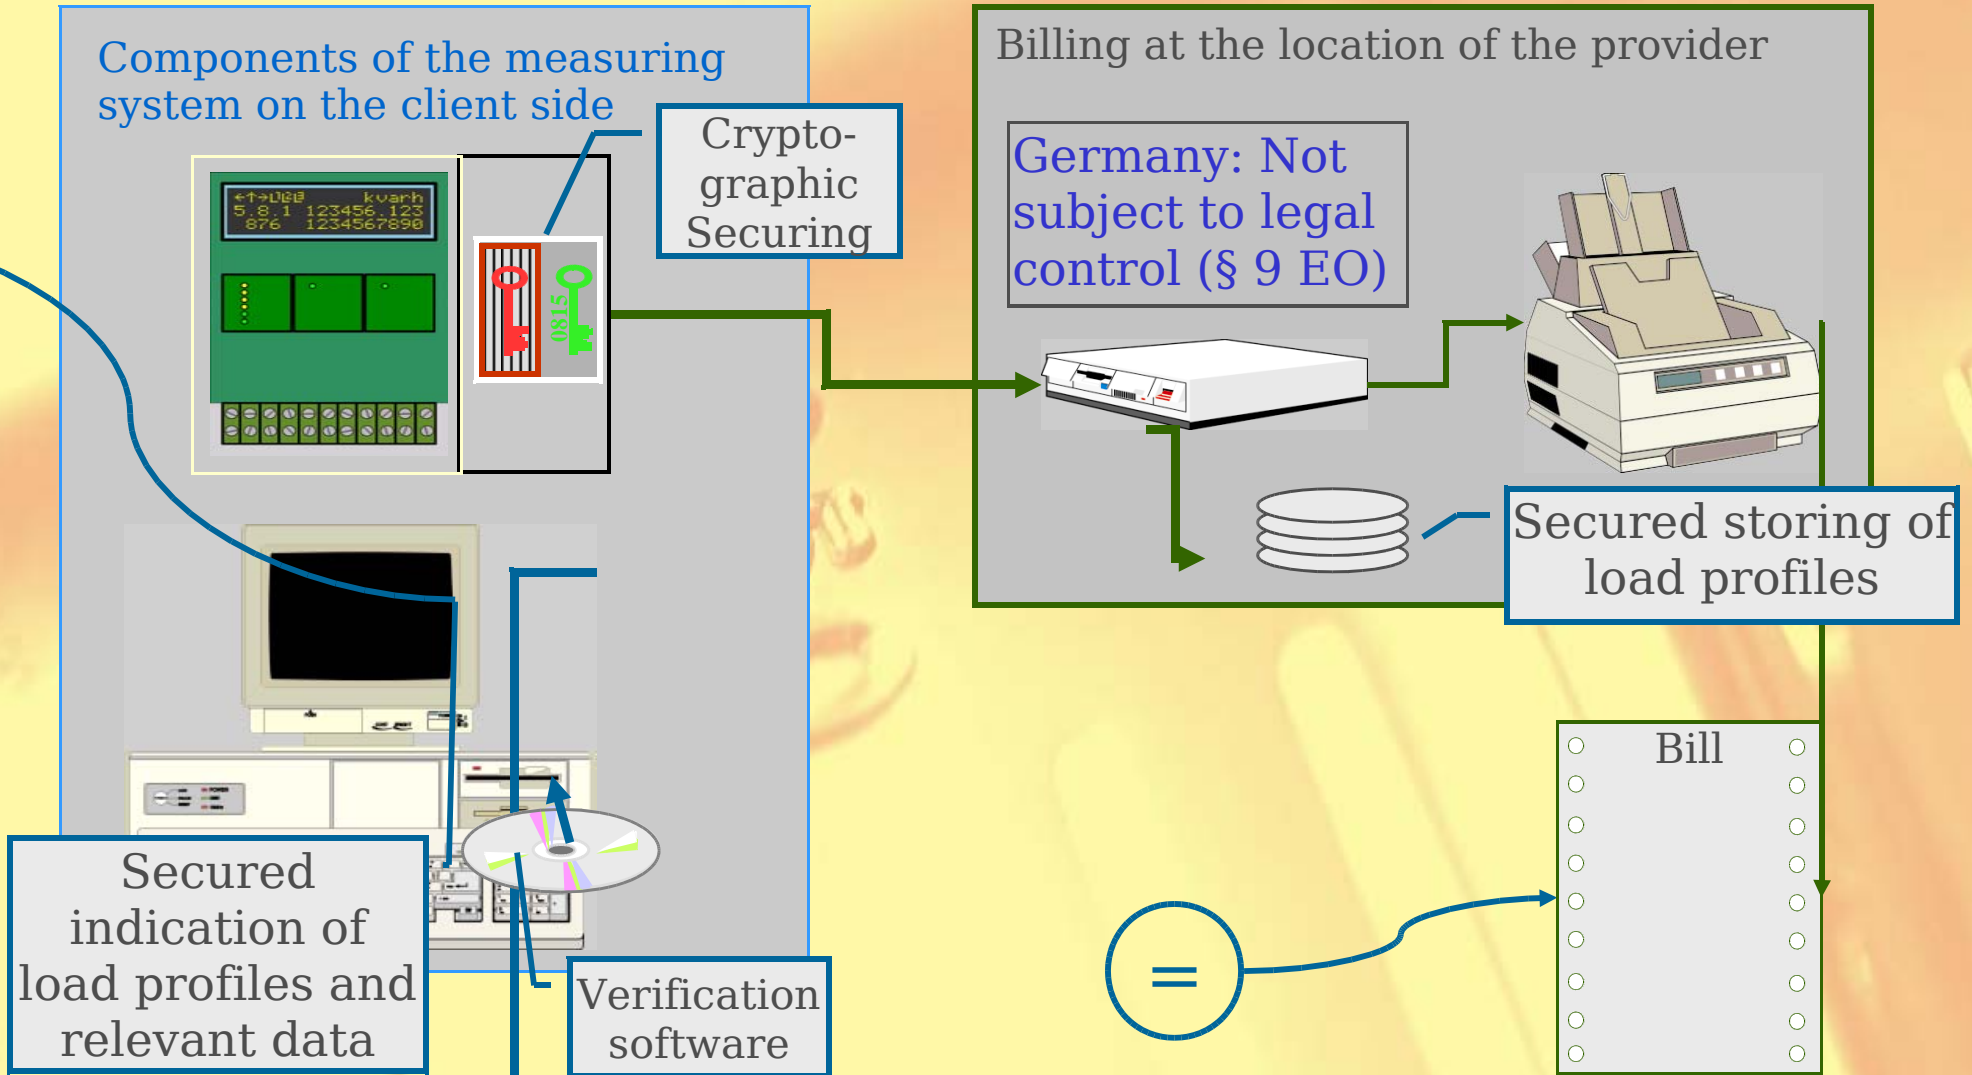 Components of the measuring
system on the client side
Crypto-
graphic
Securing
kvarh
5.8.1 123456.123
876 1234567890
0815
Billing at the location of the provider
Germany: Not
subject to legal
control (§ 9 EO)
Secured storing of
load profiles
Bill
Secured
indication of
load profiles and
relevant data
Verification
software
=